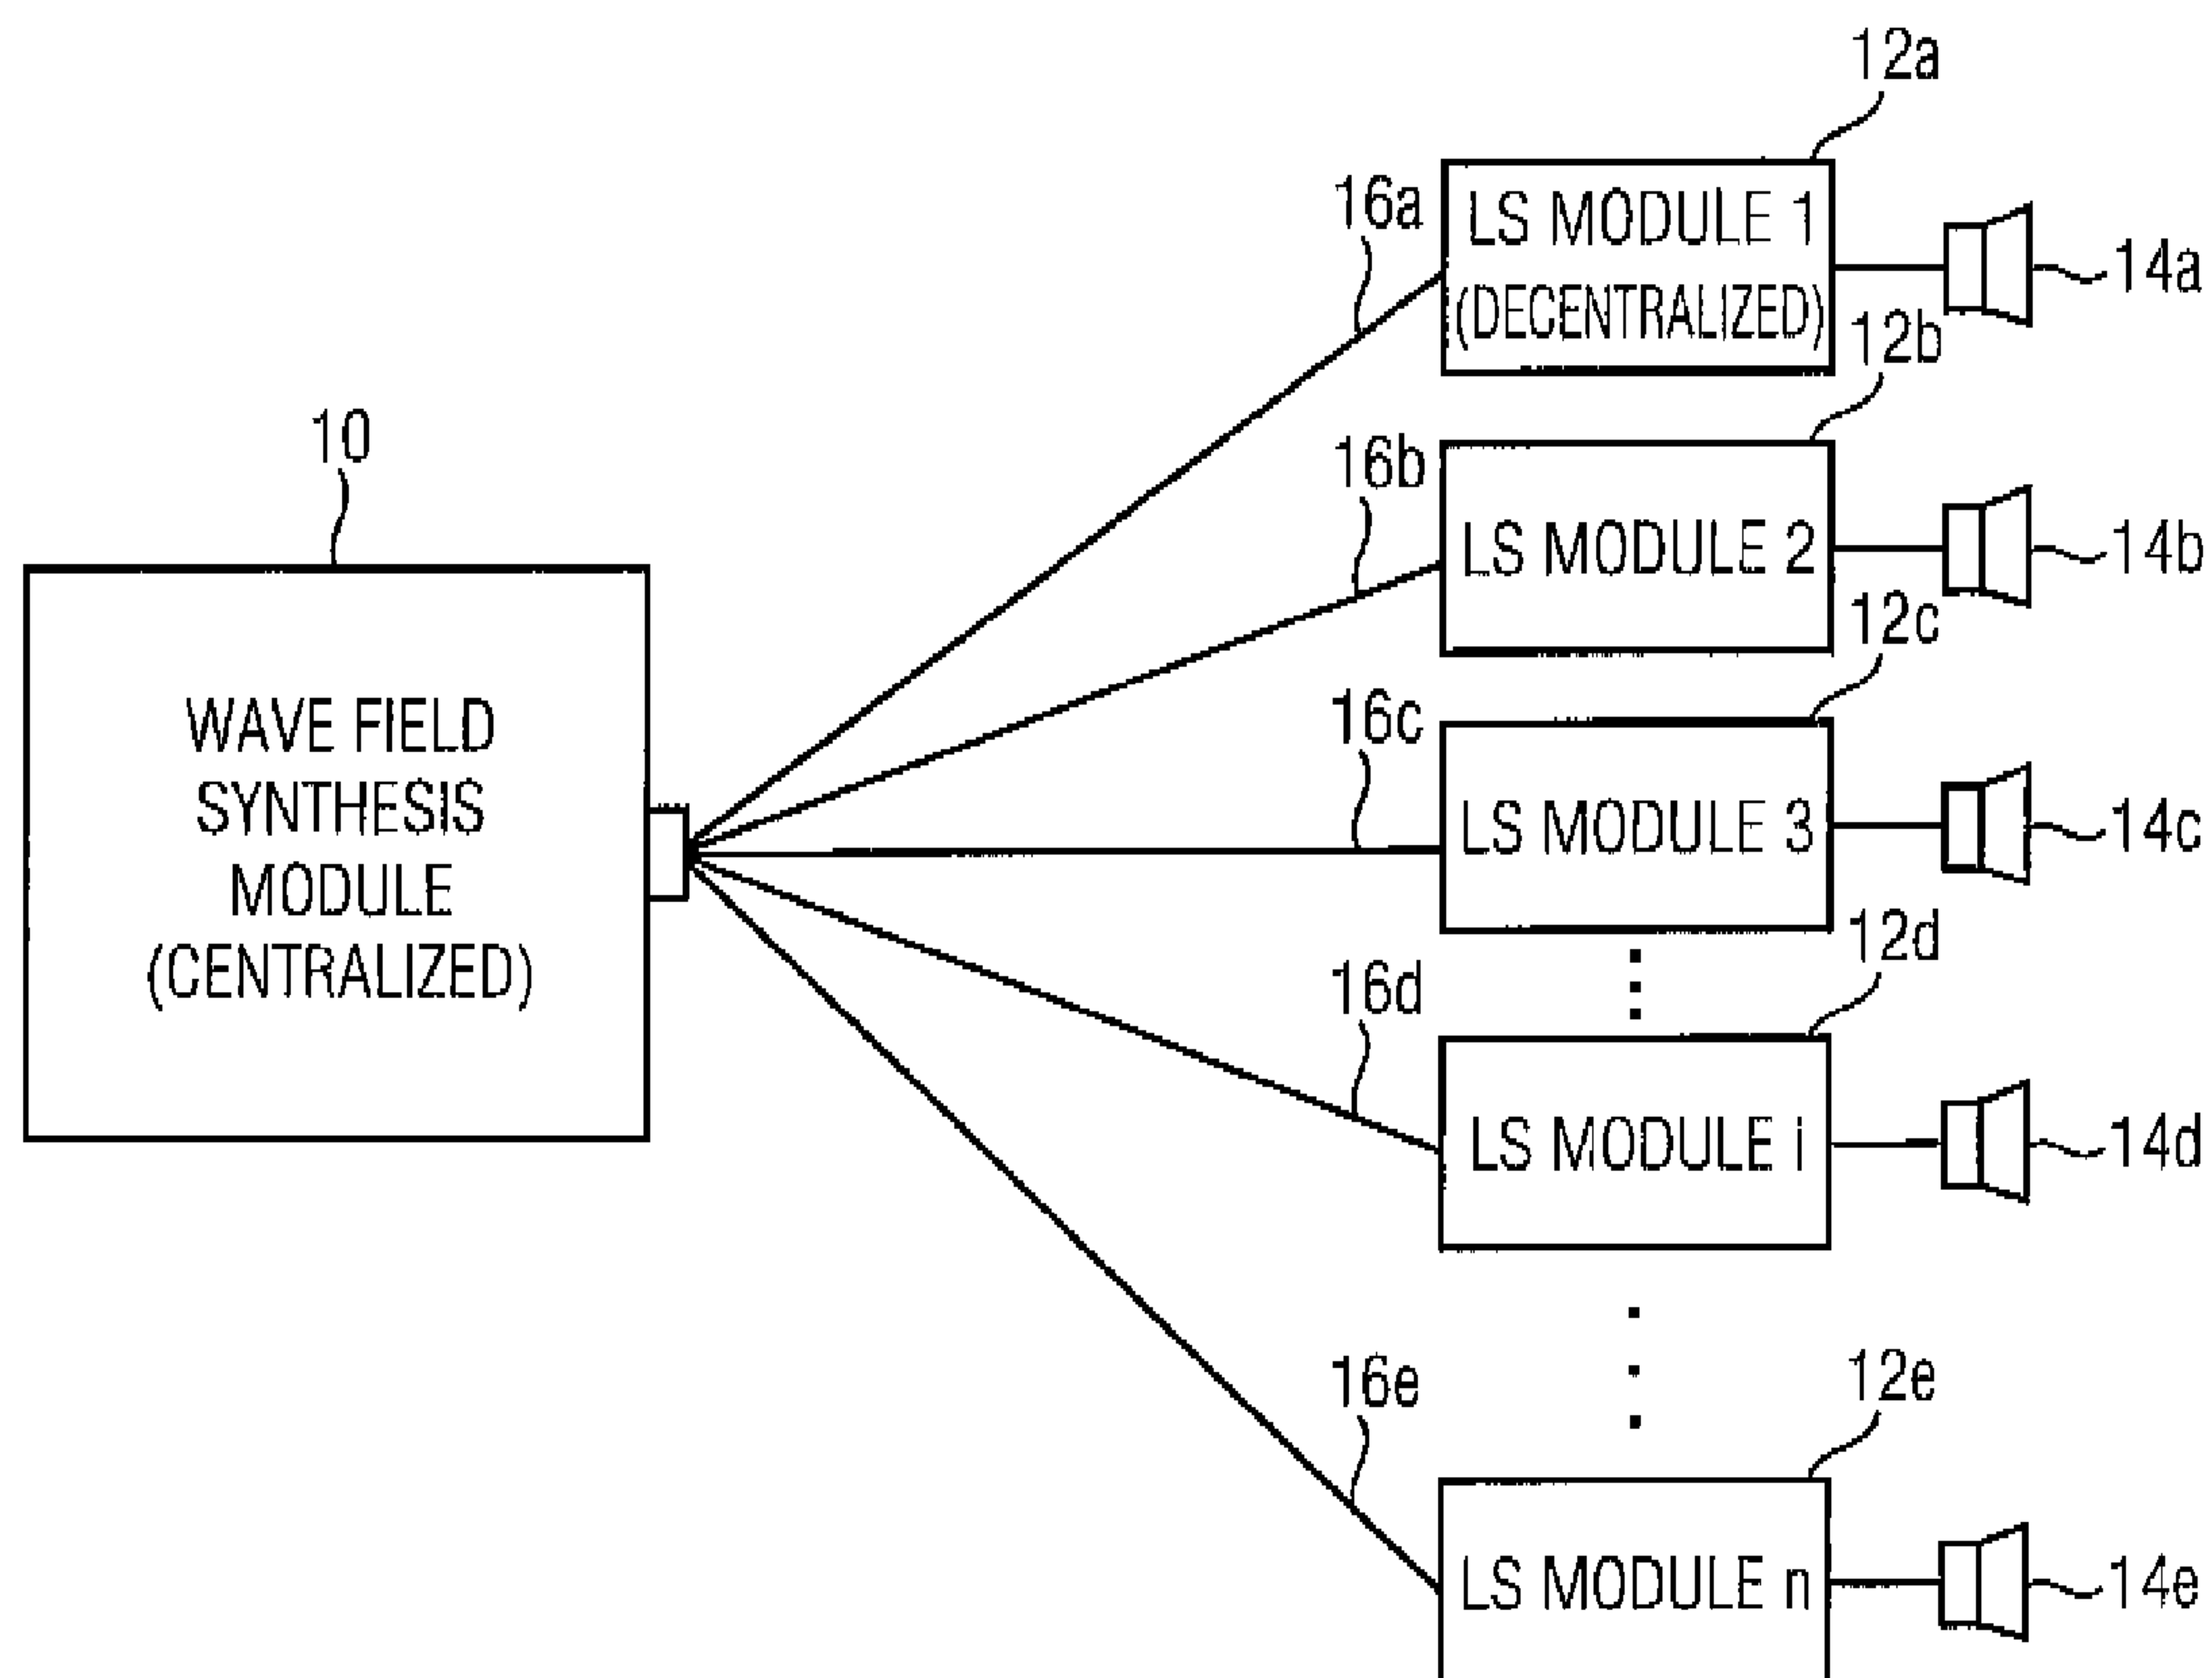 12a
16a
LS MODULE 1
(DECENTRALIZED)
14a
12b
10
16b
LS MODULE 2
14b
12c
WAVE FIELD
SYNTHESIS
MODULE
(CENTRALIZED)
16c
LS MODULE 3
14c
12d
16d
LS MODULE i
14d
12e
16e
LS MODULE n
14e